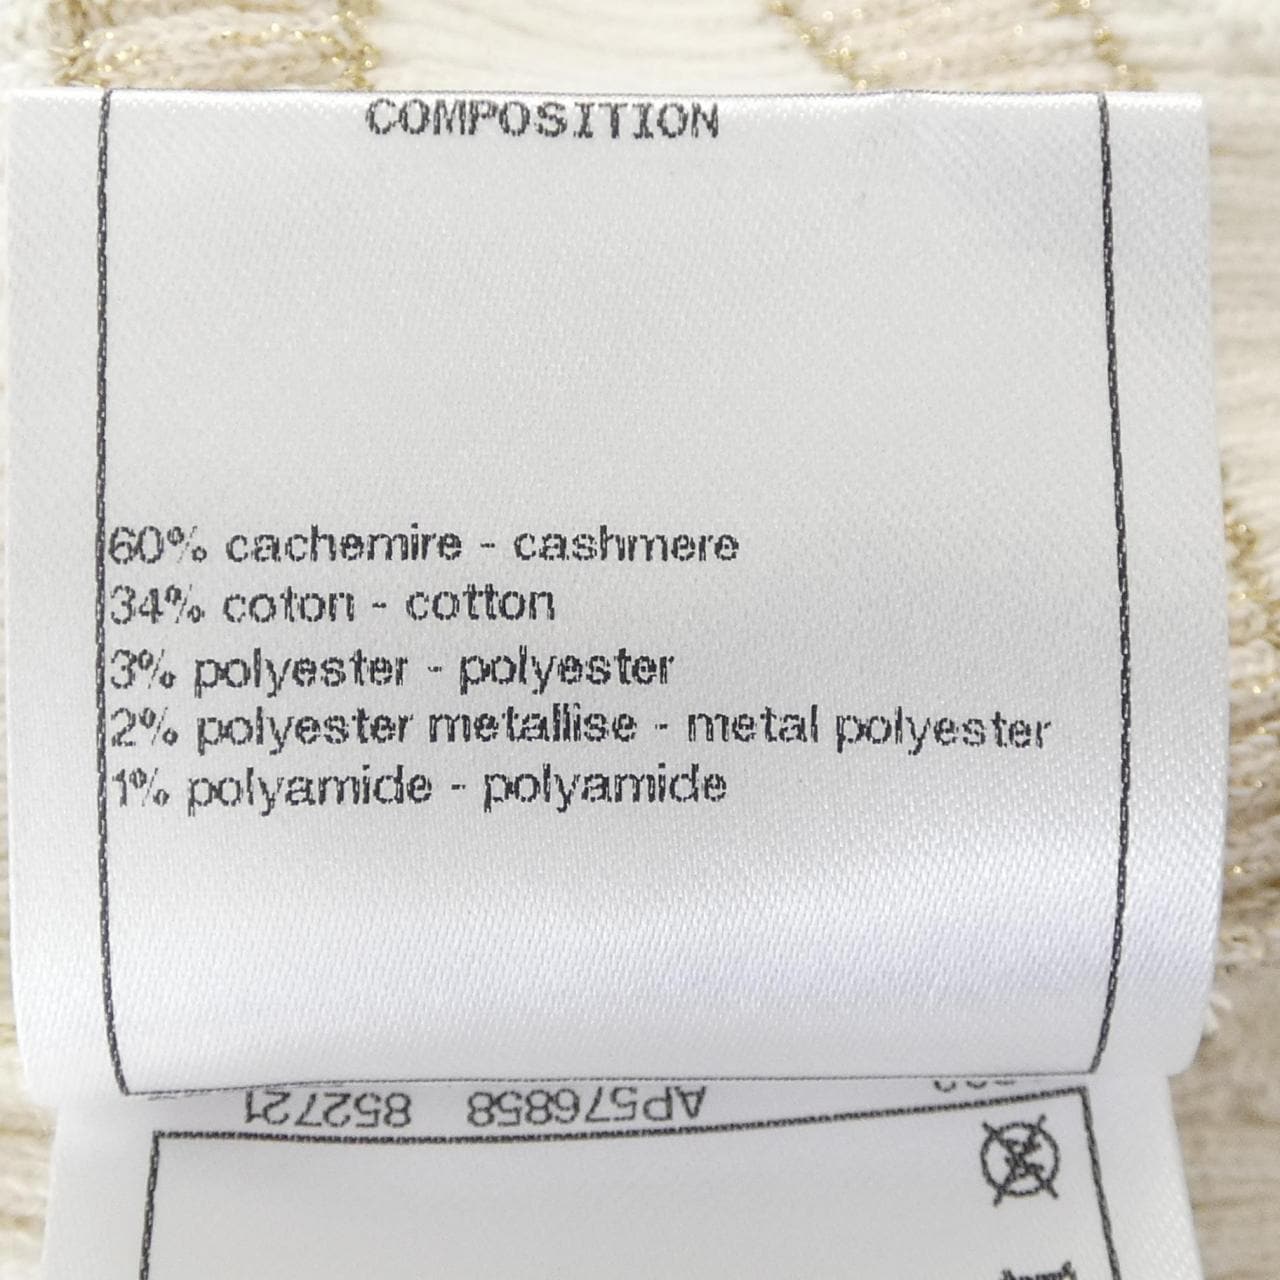 COMPOSITION
60% cachemire - cashmere
34% coton - cotton
3% polyester - polyester
2% polyester metallise - metal polyester
1% polyamide - polyamide
AP576858 852721